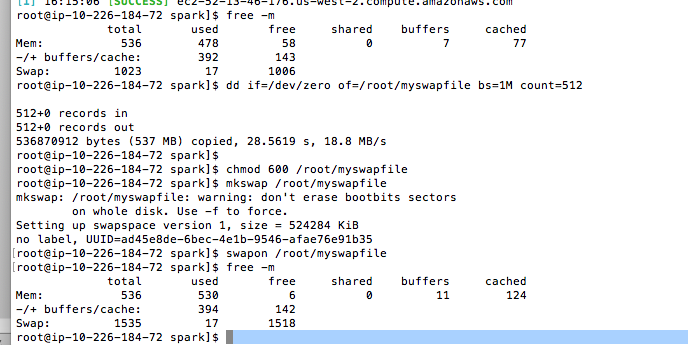 [1] 16:15:06 [SUCCESS] ec2-52-13-46-176.us-west-2.compute.amazonaws.com
root@ip-10-226-184-72 spark]$ free -m
             total       used       free     shared    buffers     cached
Mem:           536        478         58          0          7         77
-/+ buffers/cache:        392        143
Swap:         1023         17       1006
root@ip-10-226-184-72 spark]$ dd if=/dev/zero of=/root/myswapfile bs=1M count=512
512+0 records in
512+0 records out
536870912 bytes (537 MB) copied, 28.5619 s, 18.8 MB/s
root@ip-10-226-184-72 spark]$
root@ip-10-226-184-72 spark]$ chmod 600 /root/myswapfile
root@ip-10-226-184-72 spark]$ mkswap /root/myswapfile
mkswap: /root/myswapfile: warning: don't erase bootbits sectors
        on whole disk. Use -f to force.
Setting up swapspace version 1, size = 524284 KiB
no label, UUID=ad45e8de-6bec-4e1b-9546-afae76e91b35
[root@ip-10-226-184-72 spark]$ swapon /root/myswapfile
[root@ip-10-226-184-72 spark]$ free -m
             total       used       free     shared    buffers     cached
Mem:           536        530          6          0         11        124
-/+ buffers/cache:        394        142
Swap:         1535         17       1518
root@ip-10-226-184-72 spark]$